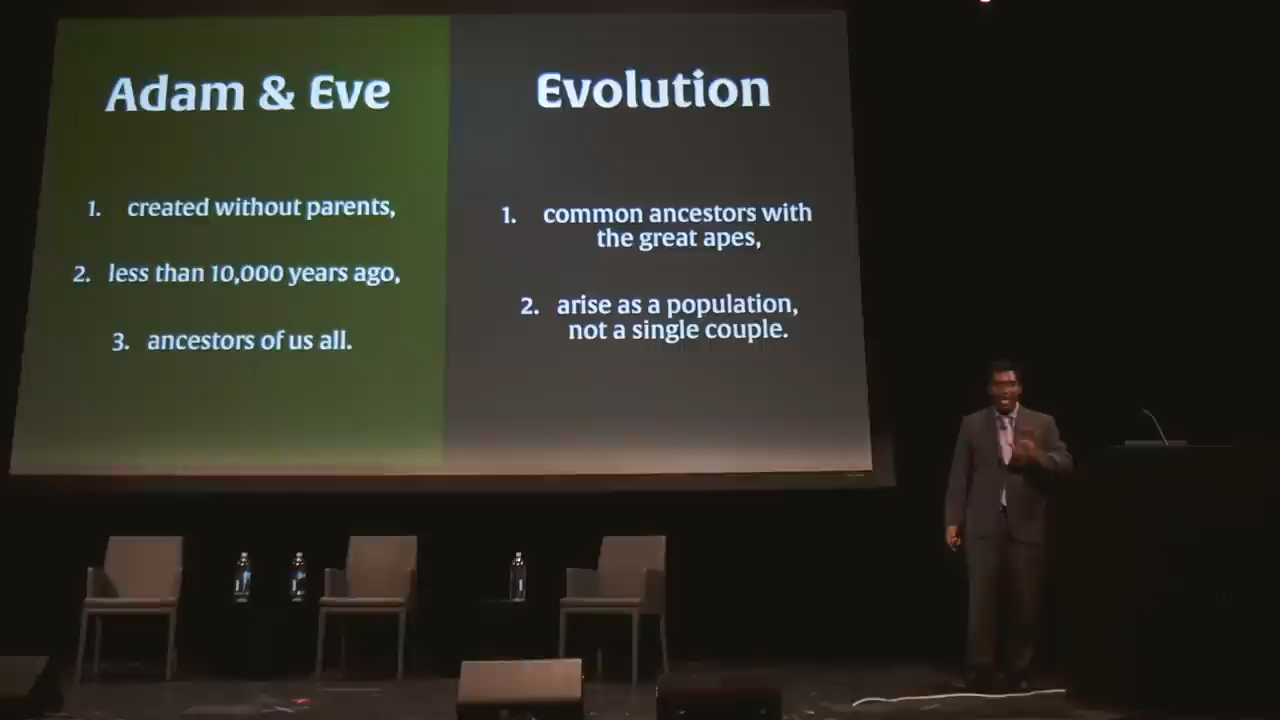 Adam & Eve
1. created without parents,
2. less than 10,000 years ago,
3. ancestors of us all.
Evolution
1. common ancestors with
the great apes,
2. arise as a population,
not a single couple.